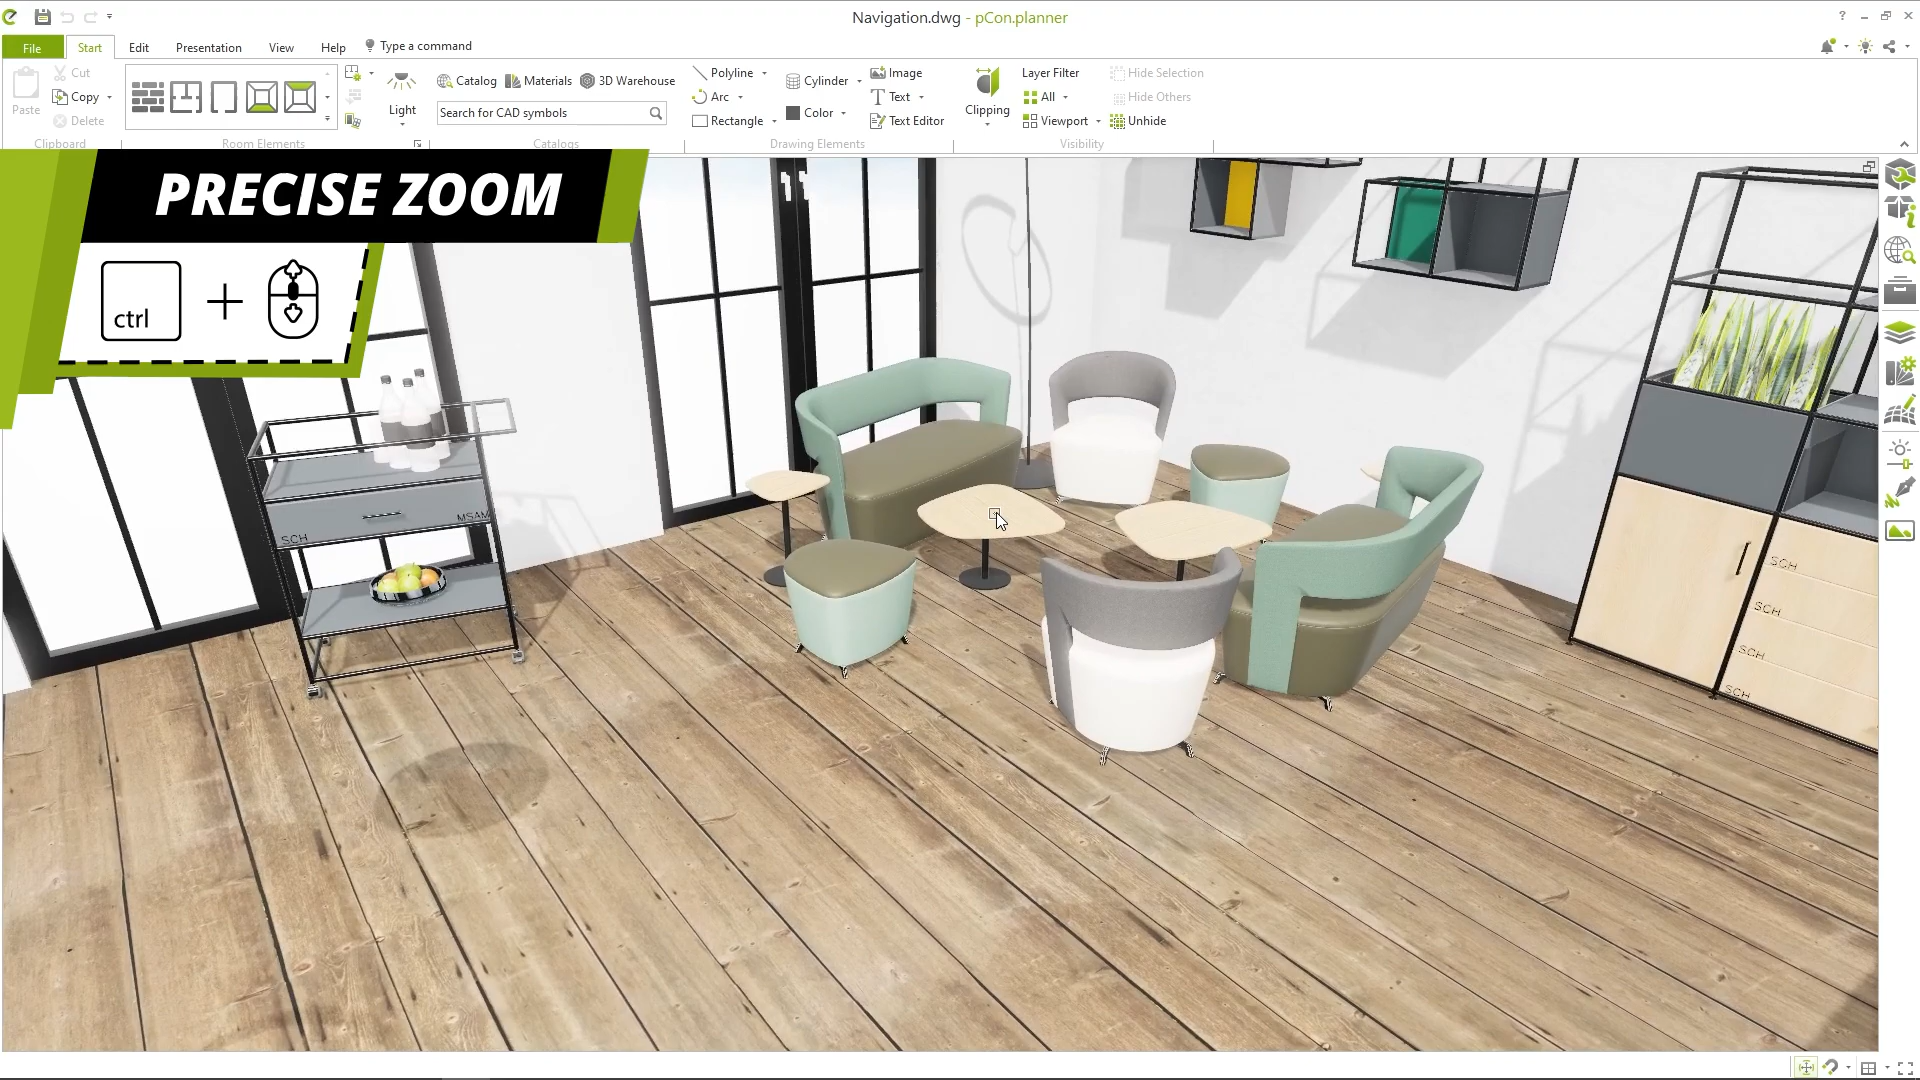 Navigation.dwg - pCon.planner
File Start Edit Presentation View Help Type a command
Paste Cut Copy Delete Clipboard
Room Elements
Light Catalog Materials 3D Warehouse
Search for CAD symbols
Catalogs
Polyline Cylinder Image
Arc Text
Rectangle Color Text Editor
Drawing Elements
Clipping Layer Filter Hide Selection
All Hide Others
Viewport Unhide
Visibility
PRECISE ZOOM
ctrl +
MSAM
SCH
SCH
SCH
SCH
SCH